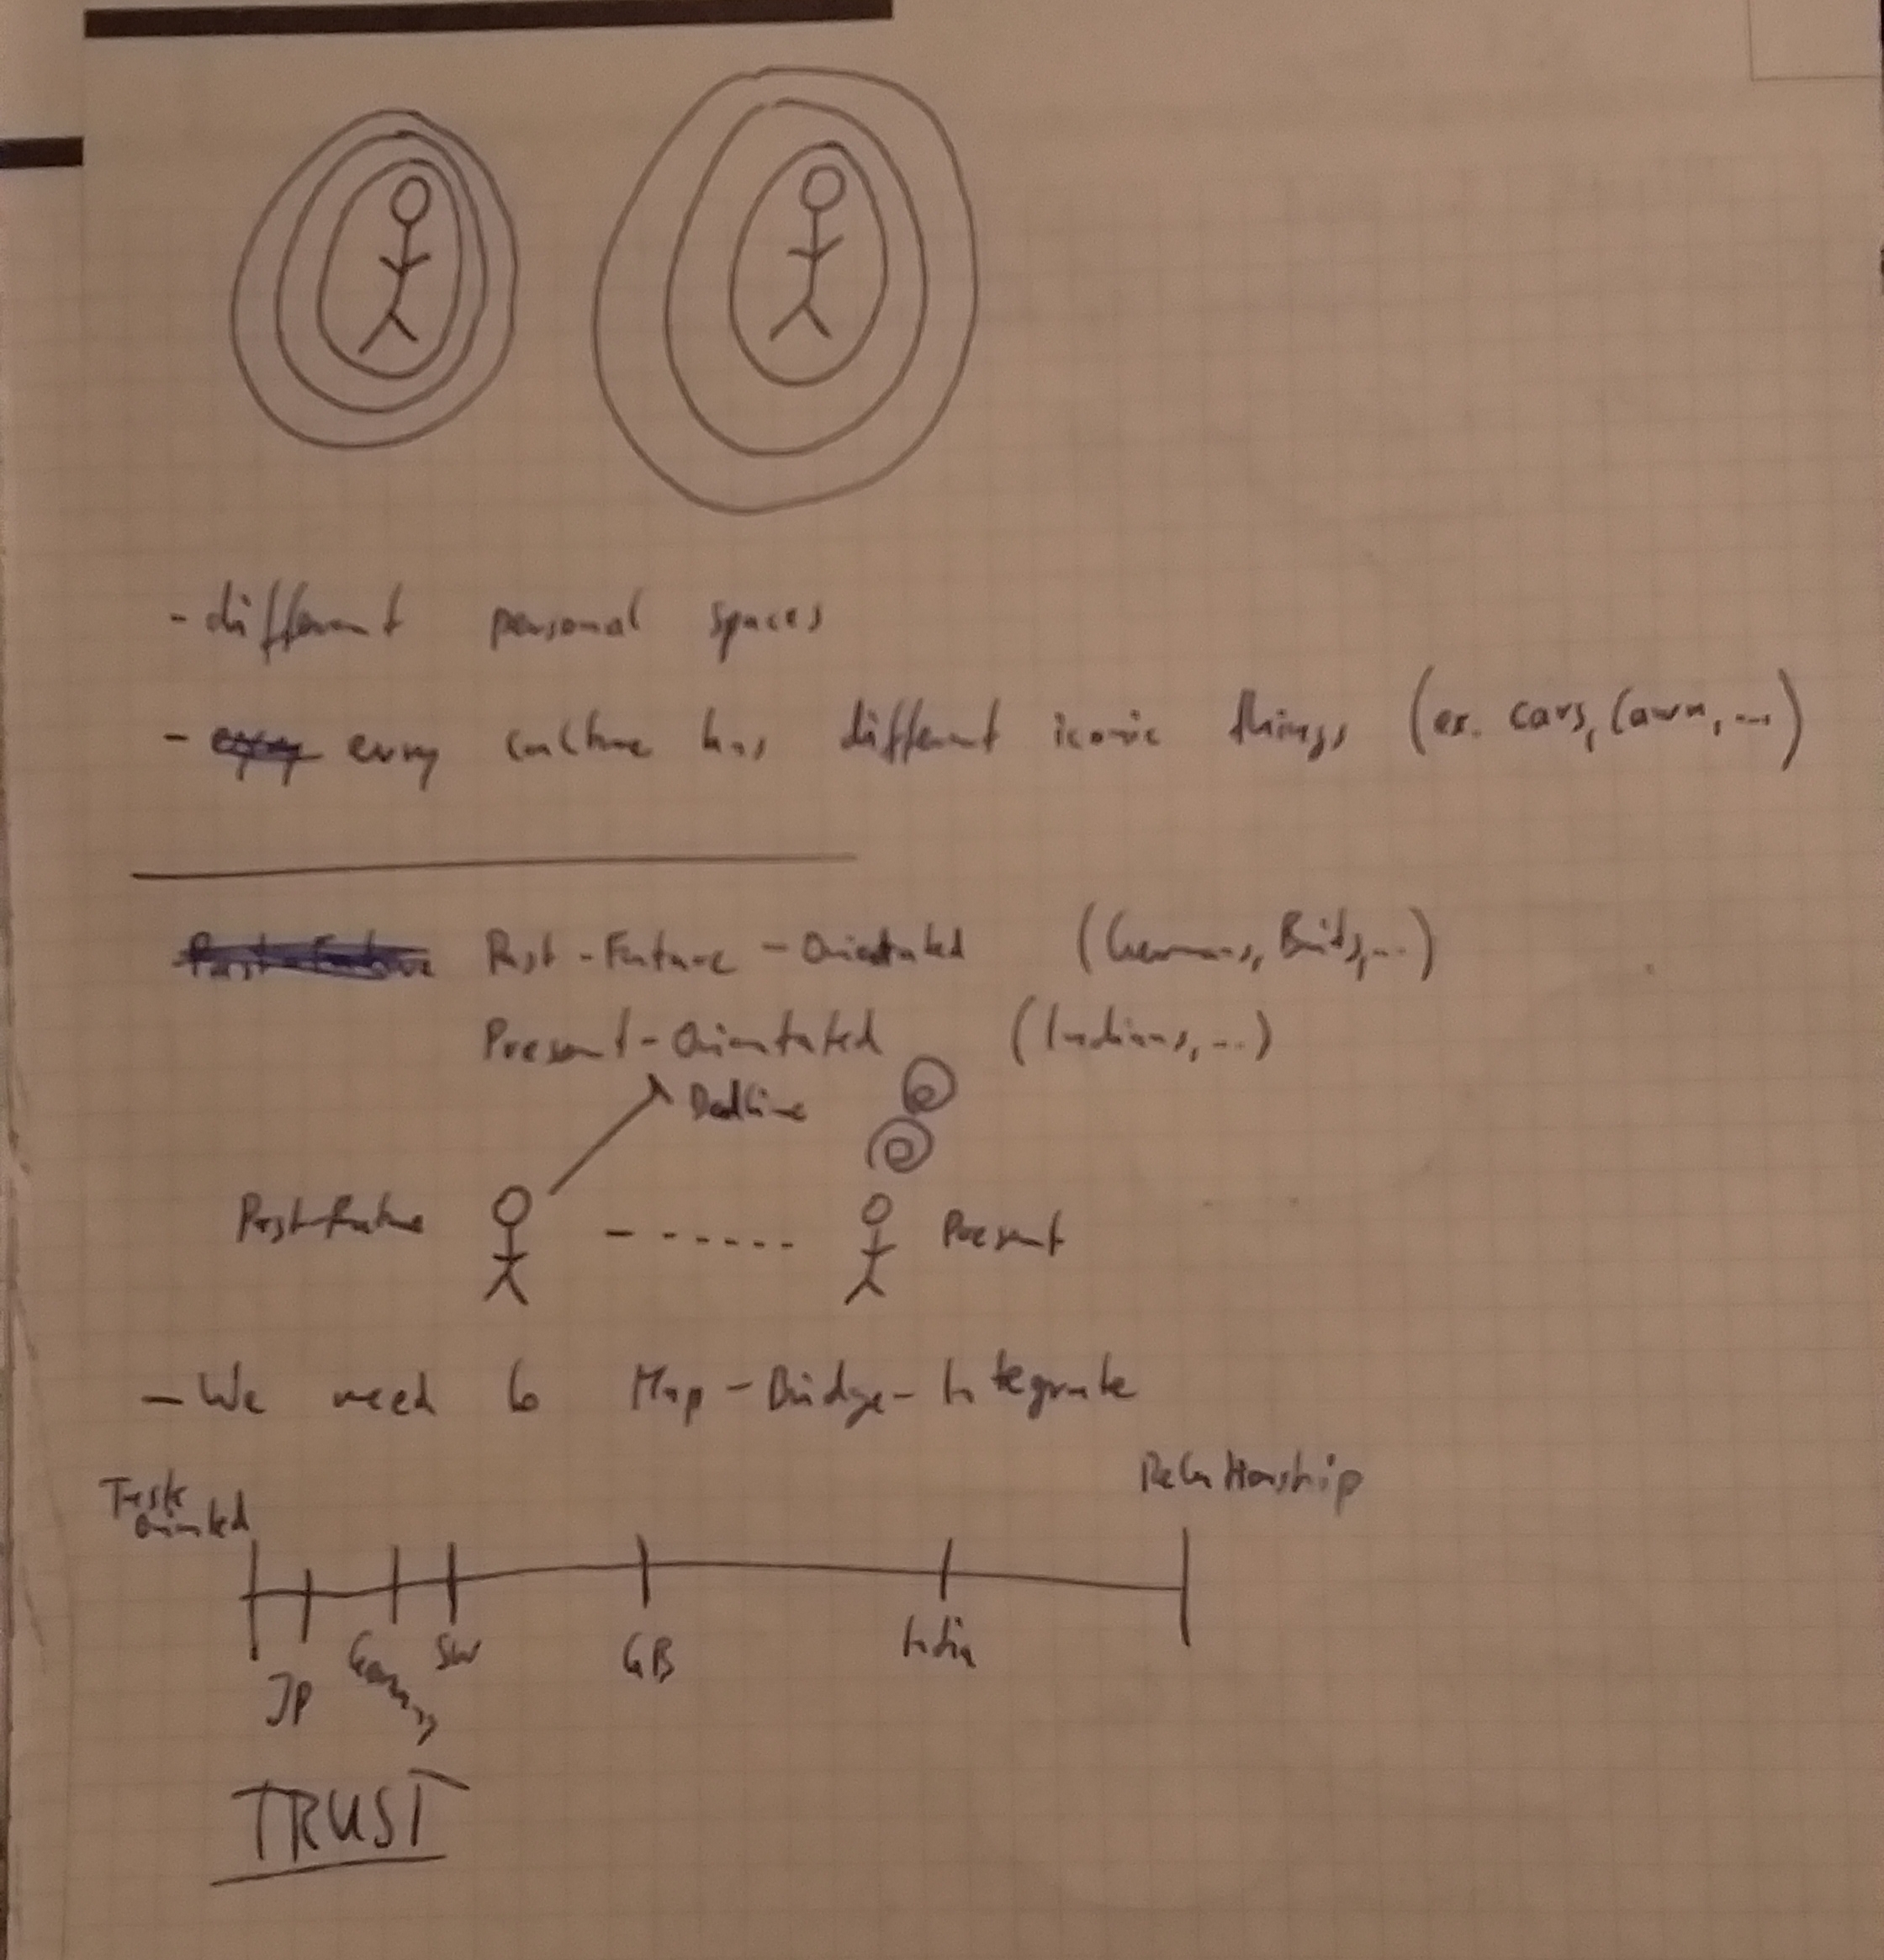 - different personal spaces
- every culture has different iconic things (ex. cars, lawn, ...)
Past-Future Past-Future-Orientated (Germans, Brits, ...)
Present-Orientated (Indians, ...)
Deadline
Past-Future ------ Present
- We need to Map-Bridge-Integrate
Relationship
Task
Oriented
JP Germany SW GB India
TRUST